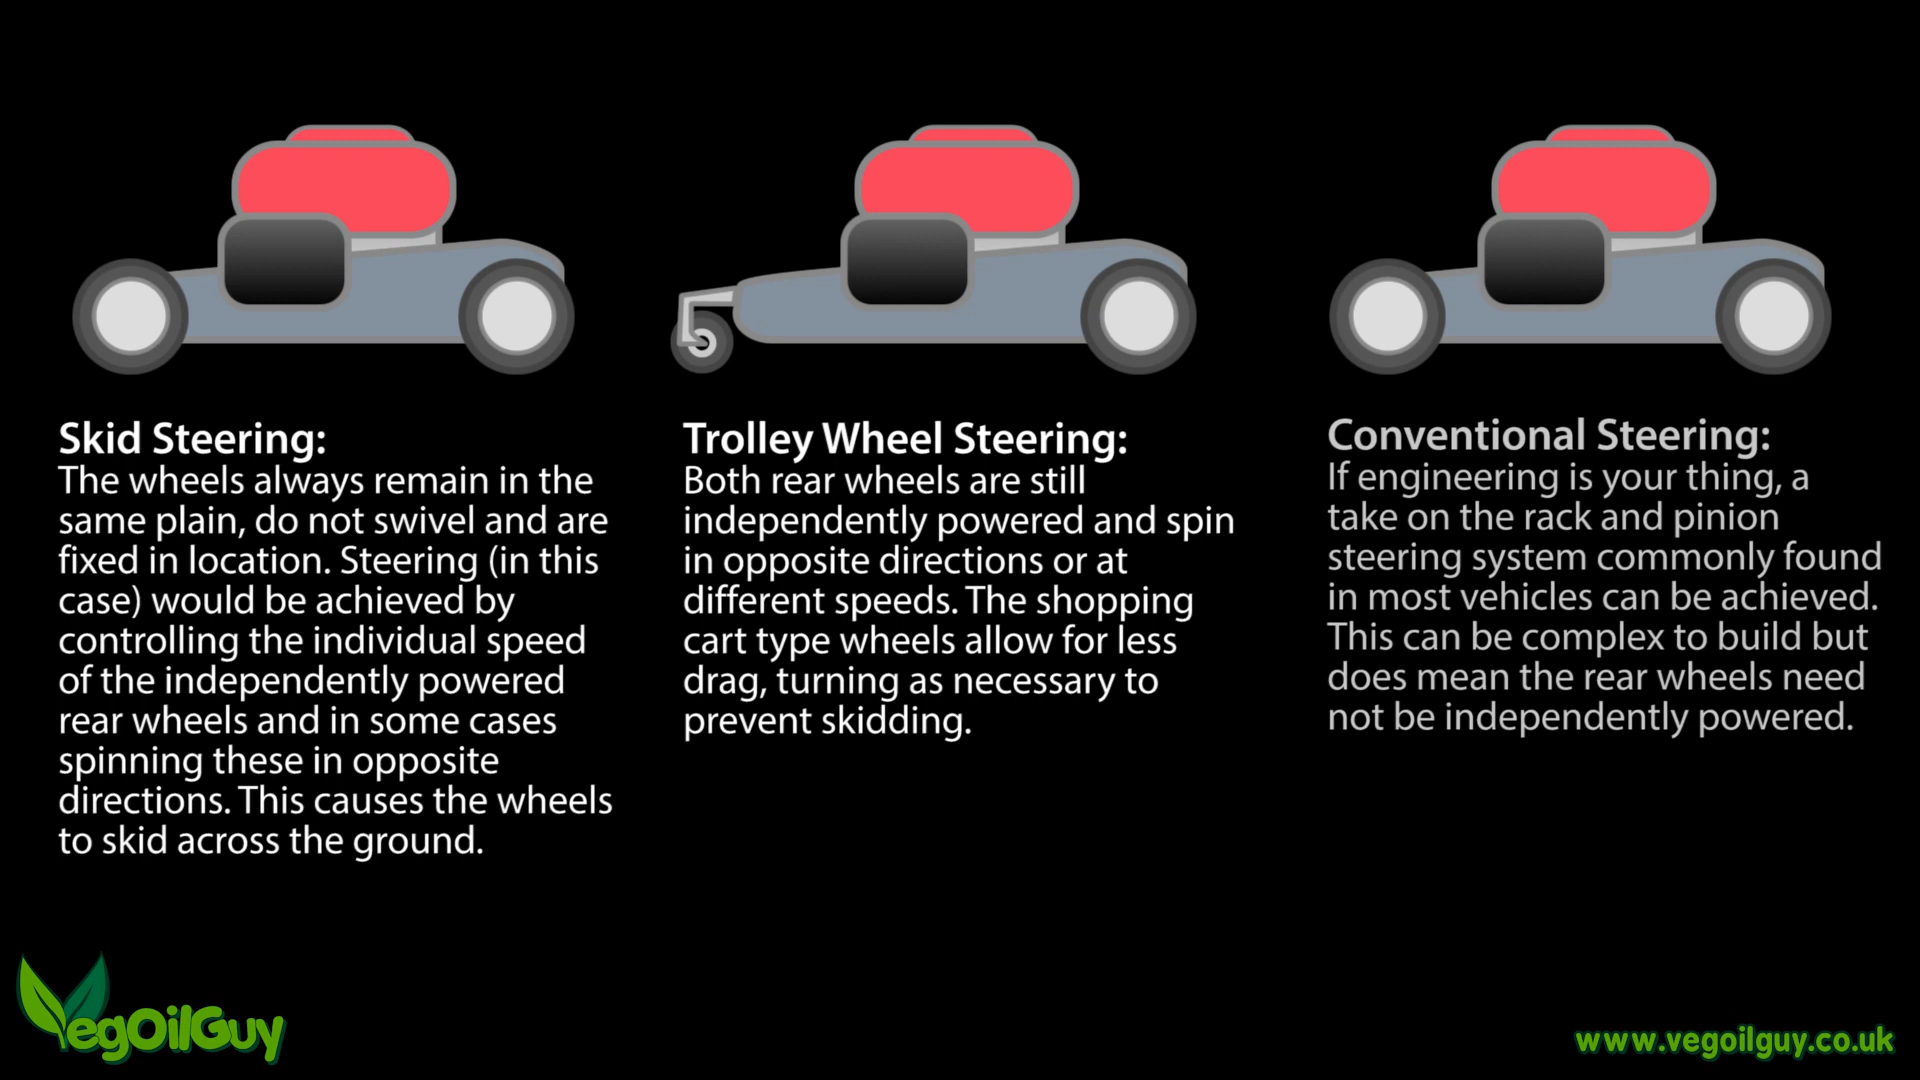 Skid Steering:
The wheels always remain in the
same plain, do not swivel and are
fixed in location. Steering (in this
case) would be achieved by
controlling the individual speed
of the independently powered
rear wheels and in some cases
spinning these in opposite
directions. This causes the wheels
to skid across the ground.
Trolley Wheel Steering:
Both rear wheels are still
independently powered and spin
in opposite directions or at
different speeds. The shopping
cart type wheels allow for less
drag, turning as necessary to
prevent skidding.
Conventional Steering:
If engineering is your thing, a
take on the rack and pinion
steering system commonly found
in most vehicles can be achieved.
This can be complex to build but
does mean the rear wheels need
not be independently powered.
VegOilGuy
www.vegoilguy.co.uk